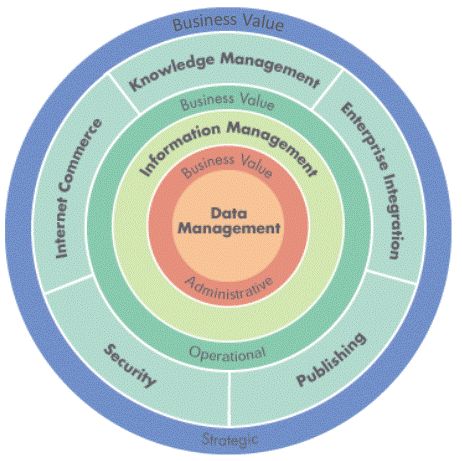 Business Value
Knowledge Management
Business Value
Information Management
Business Value
Internet Commerce
Enterprise Integration
Data
Management
Administrative
Operational
Security
Publishing
Strategic